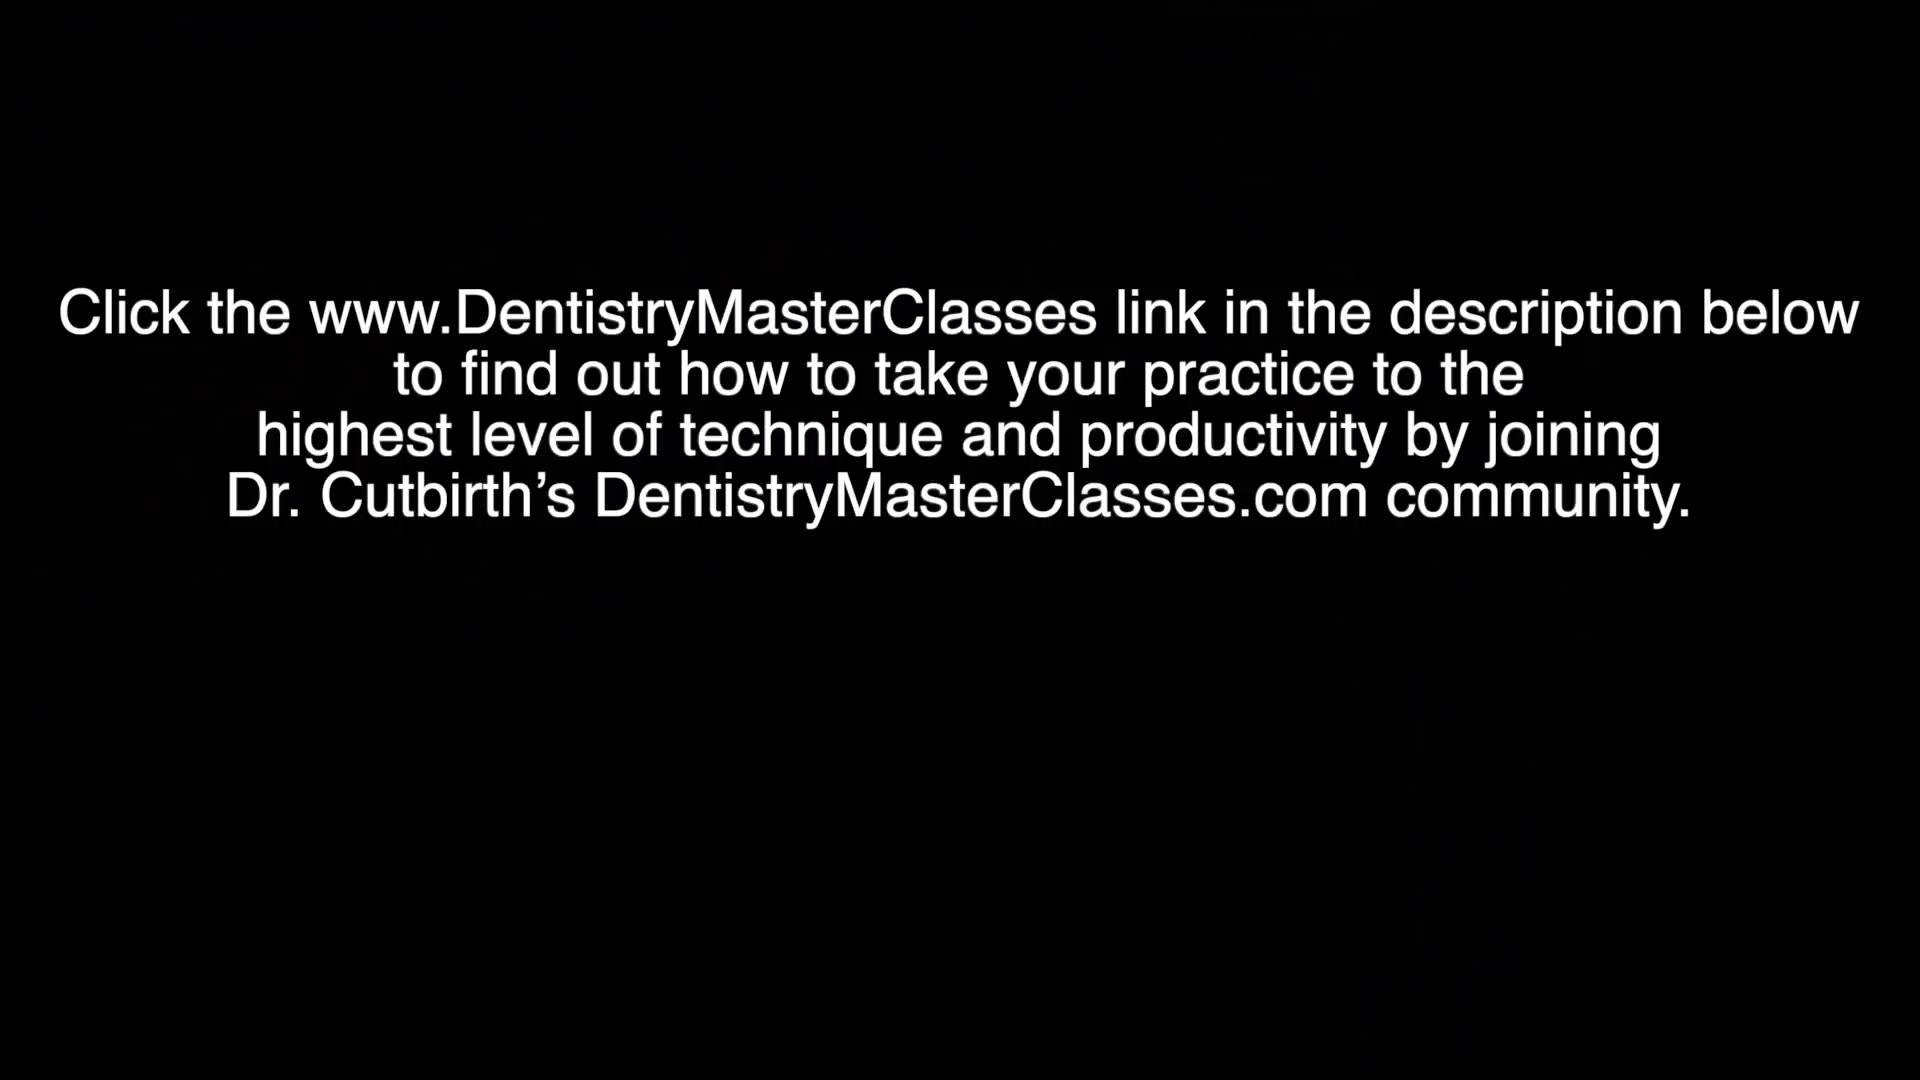 Click the www.DentistryMasterClasses link in the description below
to find out how to take your practice to the
highest level of technique and productivity by joining
Dr. Cutbirth’s DentistryMasterClasses.com community.